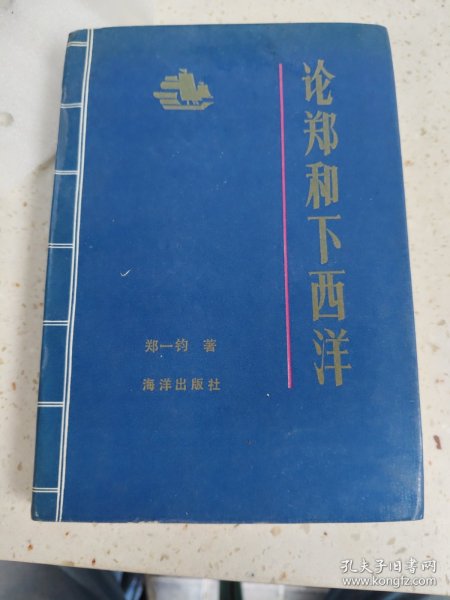 论郑和下西洋
郑一钧 著
海洋出版社
孔夫子旧书网
www.kongfz.com